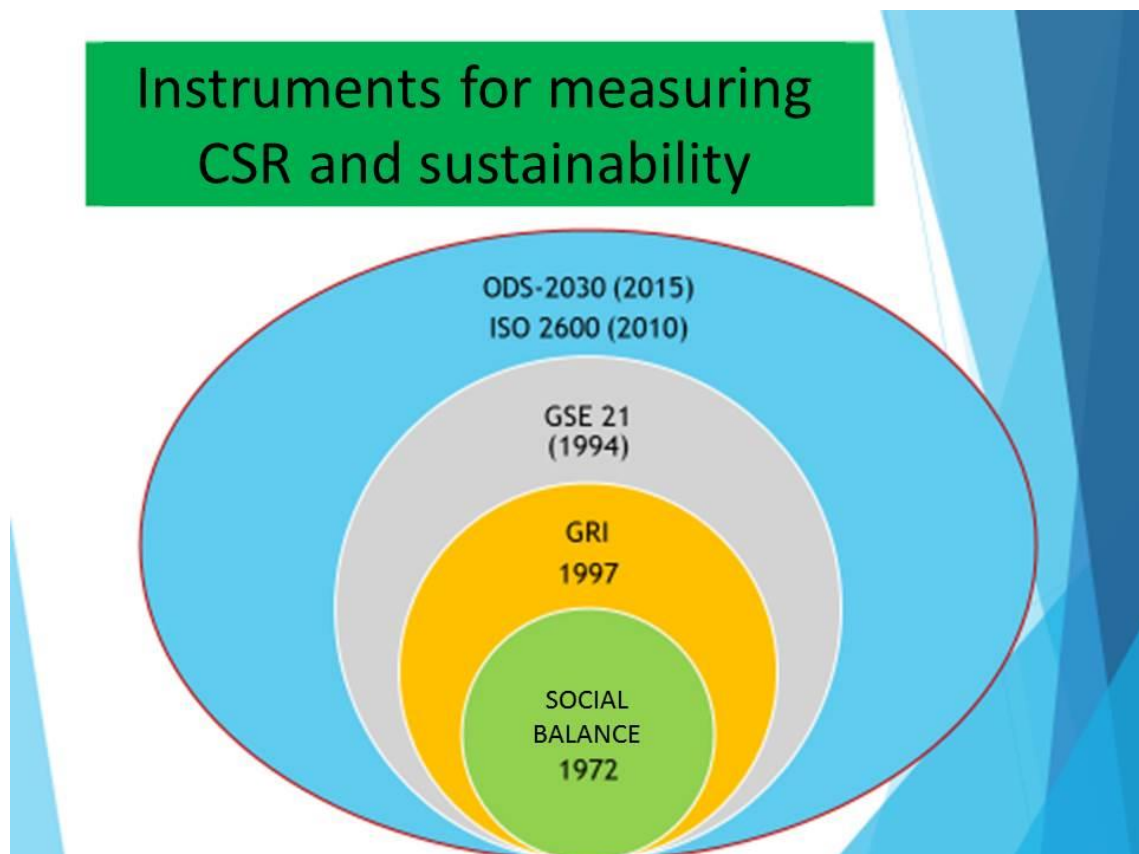 Instruments for measuring
CSR and sustainability
ODS-2030 (2015)
ISO 2600 (2010)
GSE 21
(1994)
GRI
1997
SOCIAL
BALANCE
1972